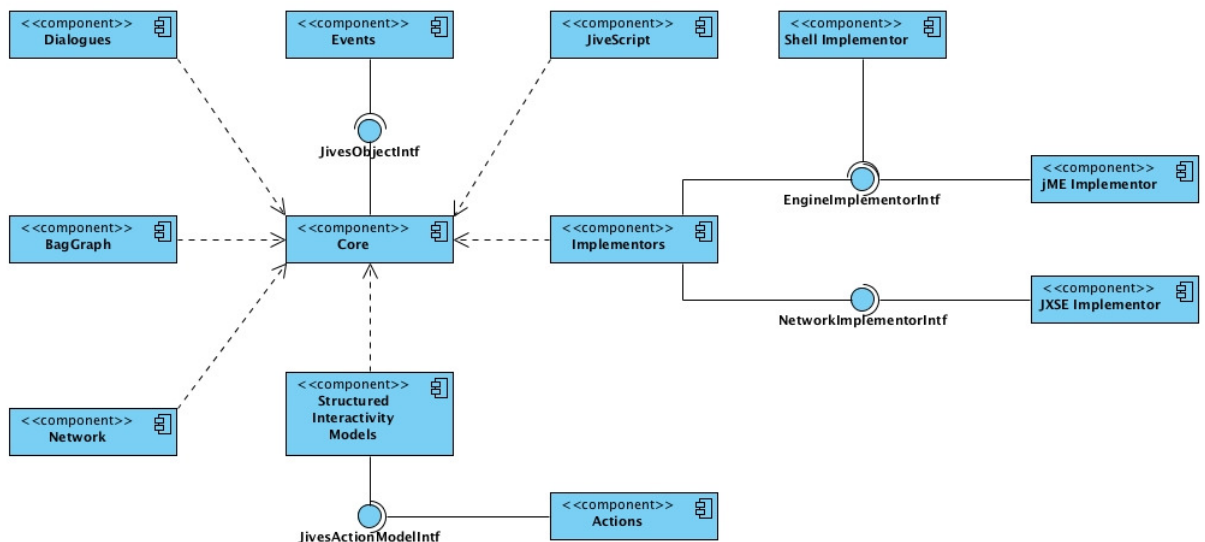 <<component>>
Dialogues
<<component>>
Events
<<component>>
JiveScript
<<component>>
Shell Implementor
JivesObjectIntf
<<component>>
jME Implementor
EngineImplementorIntf
<<component>>
BagGraph
<<component>>
Core
<<component>>
Implementors
<<component>>
JXSE Implementor
NetworkImplementorIntf
<<component>>
Structured
Interactivity
Models
<<component>>
Network
<<component>>
Actions
JivesActionModelIntf